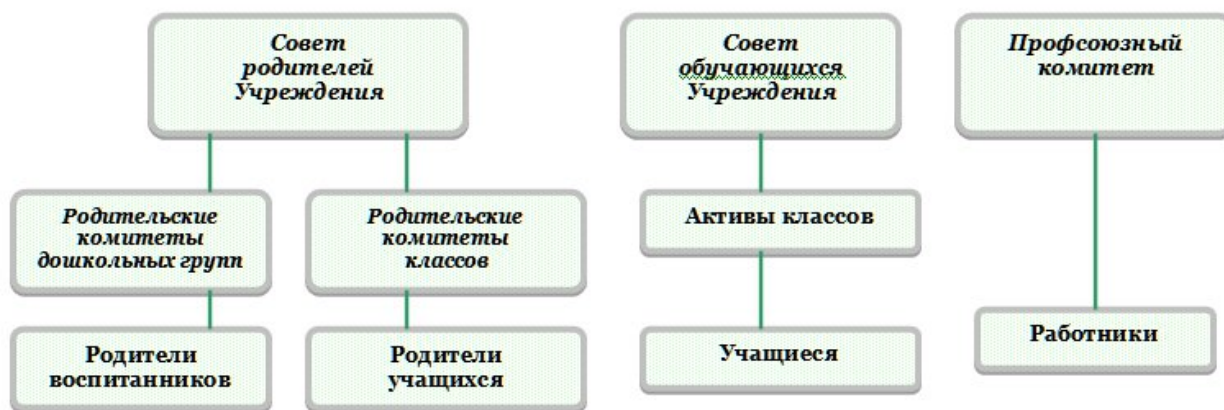 Совет
родителей
Учреждения
Совет
обучающихся
Учреждения
Профсоюзный
комитет
Родительские
комитеты
дошкольных групп
Родительские
комитеты
классов
Активы классов
Родители
воспитанников
Родители
учащихся
Учащиеся
Работники